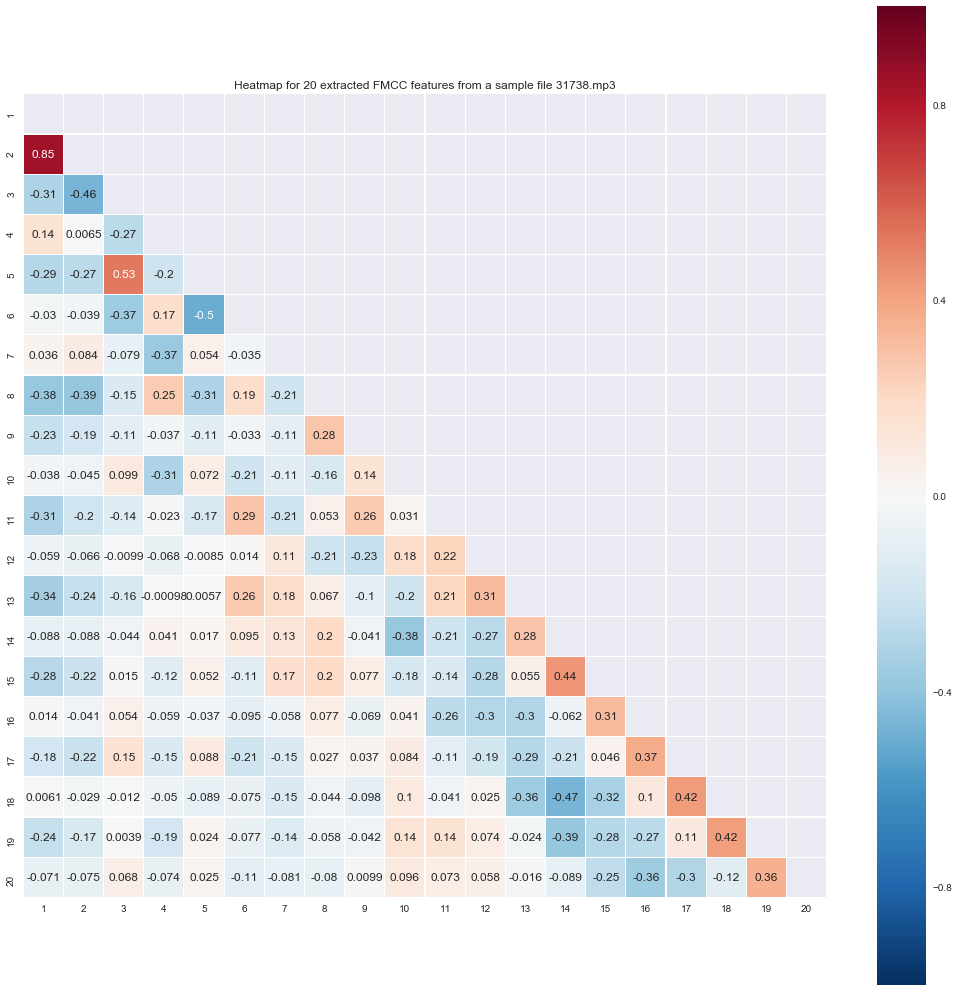 Heatmap for 20 extracted FMCC features from a sample file 31738.mp3
1
2 0.85
3 -0.31 -0.46
4 0.14 0.0065 -0.27
5 -0.29 -0.27 0.53 -0.2
6 -0.03 -0.039 -0.37 0.17 -0.5
7 0.036 0.084 -0.079 -0.37 0.054 -0.035
8 -0.38 -0.39 -0.15 0.25 -0.31 0.19 -0.21
9 -0.23 -0.19 -0.11 -0.037 -0.11 -0.033 -0.11 0.28
10 -0.038 -0.045 0.099 -0.31 0.072 -0.21 -0.11 -0.16 0.14
11 -0.31 -0.2 -0.14 -0.023 -0.17 0.29 -0.21 0.053 0.26 0.031
12 -0.059 -0.066 -0.0099 -0.068 -0.0085 0.014 0.11 -0.21 -0.23 0.18 0.22
13 -0.34 -0.24 -0.16 -0.00098 0.0057 0.26 0.18 0.067 -0.1 -0.2 0.21 0.31
14 -0.088 -0.088 -0.044 0.041 0.017 0.095 0.13 0.2 -0.041 -0.38 -0.21 -0.27 0.28
15 -0.28 -0.22 0.015 -0.12 0.052 -0.11 0.17 0.2 0.077 -0.18 -0.14 -0.28 0.055 0.44
16 0.014 -0.041 0.054 -0.059 -0.037 -0.095 -0.058 0.077 -0.069 0.041 -0.26 -0.3 -0.3 -0.062 0.31
17 -0.18 -0.22 0.15 -0.15 0.088 -0.21 -0.15 0.027 0.037 0.084 -0.11 -0.19 -0.29 -0.21 0.046 0.37
18 0.0061 -0.029 -0.012 -0.05 -0.089 -0.075 -0.15 -0.044 -0.098 0.1 -0.041 0.025 -0.36 -0.47 -0.32 0.1 0.42
19 -0.24 -0.17 0.0039 -0.19 0.024 -0.077 -0.14 -0.058 -0.042 0.14 0.14 0.074 -0.024 -0.39 -0.28 -0.27 0.11 0.42
20 -0.071 -0.075 0.068 -0.074 0.025 -0.11 -0.081 -0.08 0.0099 0.096 0.073 0.058 -0.016 -0.089 -0.25 -0.36 -0.3 -0.12 0.36
1 2 3 4 5 6 7 8 9 10 11 12 13 14 15 16 17 18 19 20
0.8
0.4
0.0
−0.4
−0.8